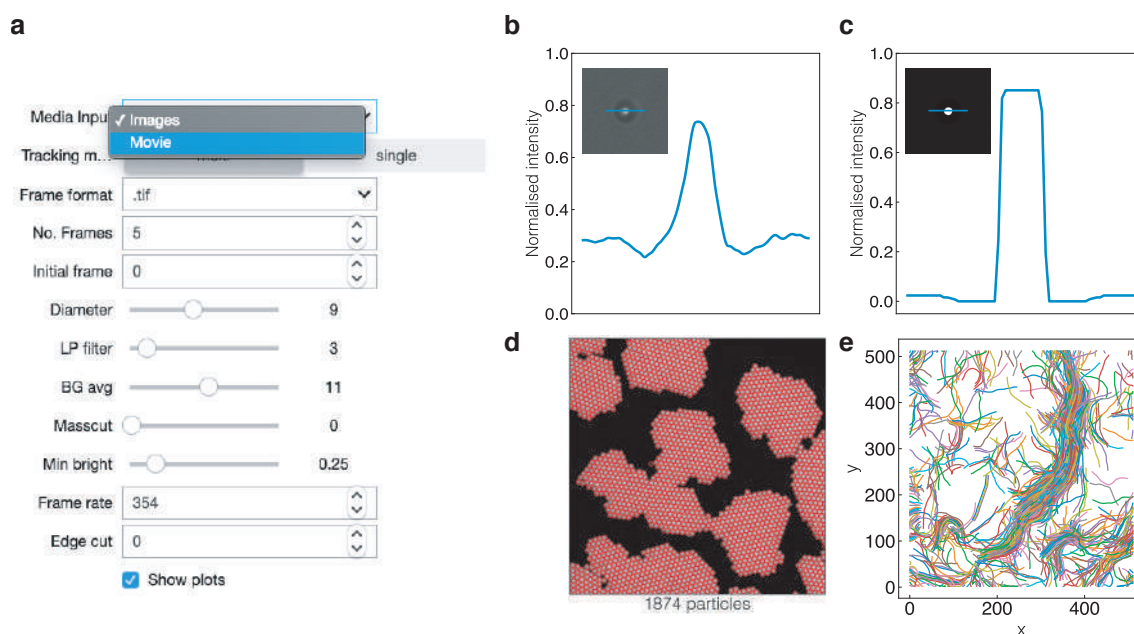 a
Media Inpu
✓ Images
Movie
Tracking m... single
Frame format .tif
No. Frames 5
Initial frame 0
Diameter 9
LP filter 3
BG avg 11
Masscut 0
Min bright 0.25
Frame rate 354
Edge cut 0
Show plots
b
Normalised intensity
1.0
0.8
0.6
0.4
0.2
0.0
c
Normalised intensity
1.0
0.8
0.6
0.4
0.2
0.0
d
1874 particles
e
y
500
400
300
200
100
0
0 200 400
x